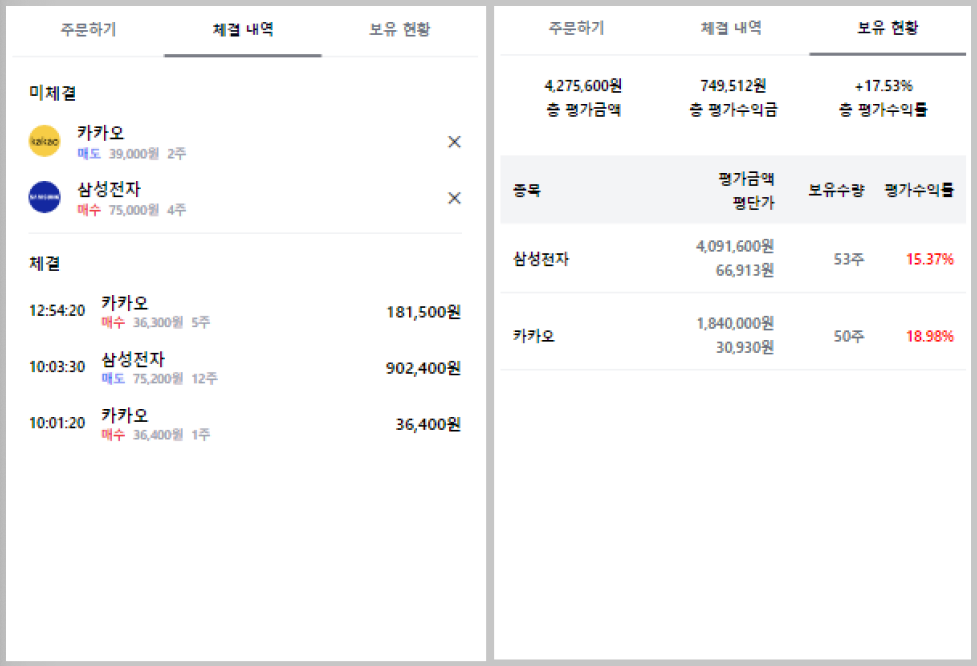 주문하기 체결 내역 보유 현황
미체결
kakao 카카오
매도 39,000원 2주
SAMSUNG 삼성전자
매수 75,000원 4주
체결
12:54:20 카카오 181,500원
매수 36,300원 5주
10:03:30 삼성전자 902,400원
매도 75,200원 12주
10:01:20 카카오 36,400원
매수 36,400원 1주
주문하기 체결 내역 보유 현황
4,275,600원 749,512원 +17.53%
총 평가금액 총 평가수익금 총 평가수익률
종목 평가금액 보유수량 평가수익률
평단가
삼성전자 4,091,600원 53주 15.37%
66,913원
카카오 1,840,000원 50주 18.98%
30,930원